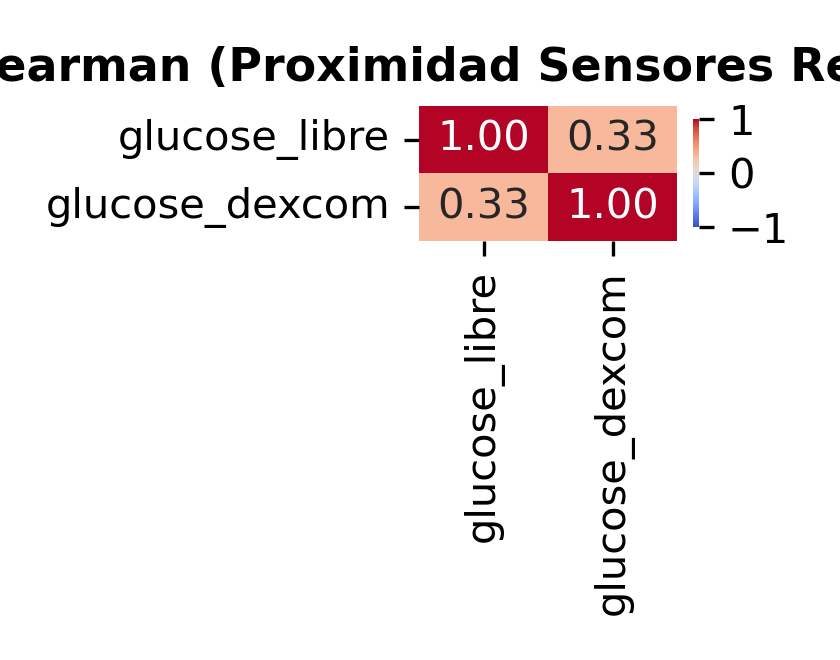 earman (Proximidad Sensores Re
glucose_libre 1.00 0.33 1
0
glucose_dexcom 0.33 1.00 −1
glucose_libre
glucose_dexcom